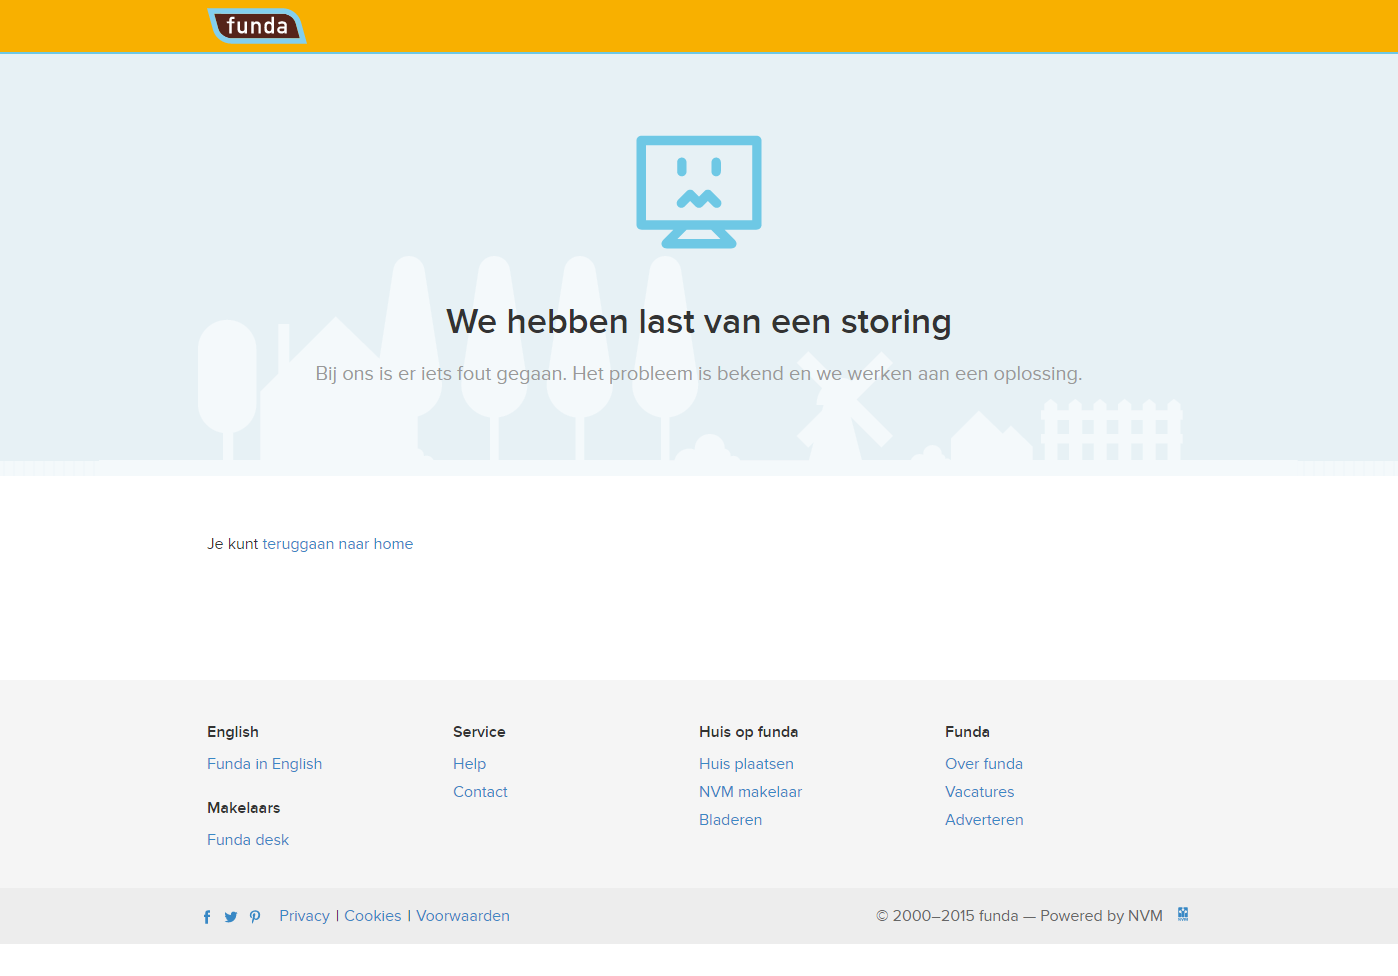 funda
We hebben last van een storing
Bij ons is er iets fout gegaan. Het probleem is bekend en we werken aan een oplossing.
Je kunt teruggaan naar home
English
Funda in English
Makelaars
Funda desk
Service
Help
Contact
Huis op funda
Huis plaatsen
NVM makelaar
Bladeren
Funda
Over funda
Vacatures
Adverteren
Privacy | Cookies | Voorwaarden
© 2000–2015 funda — Powered by NVM